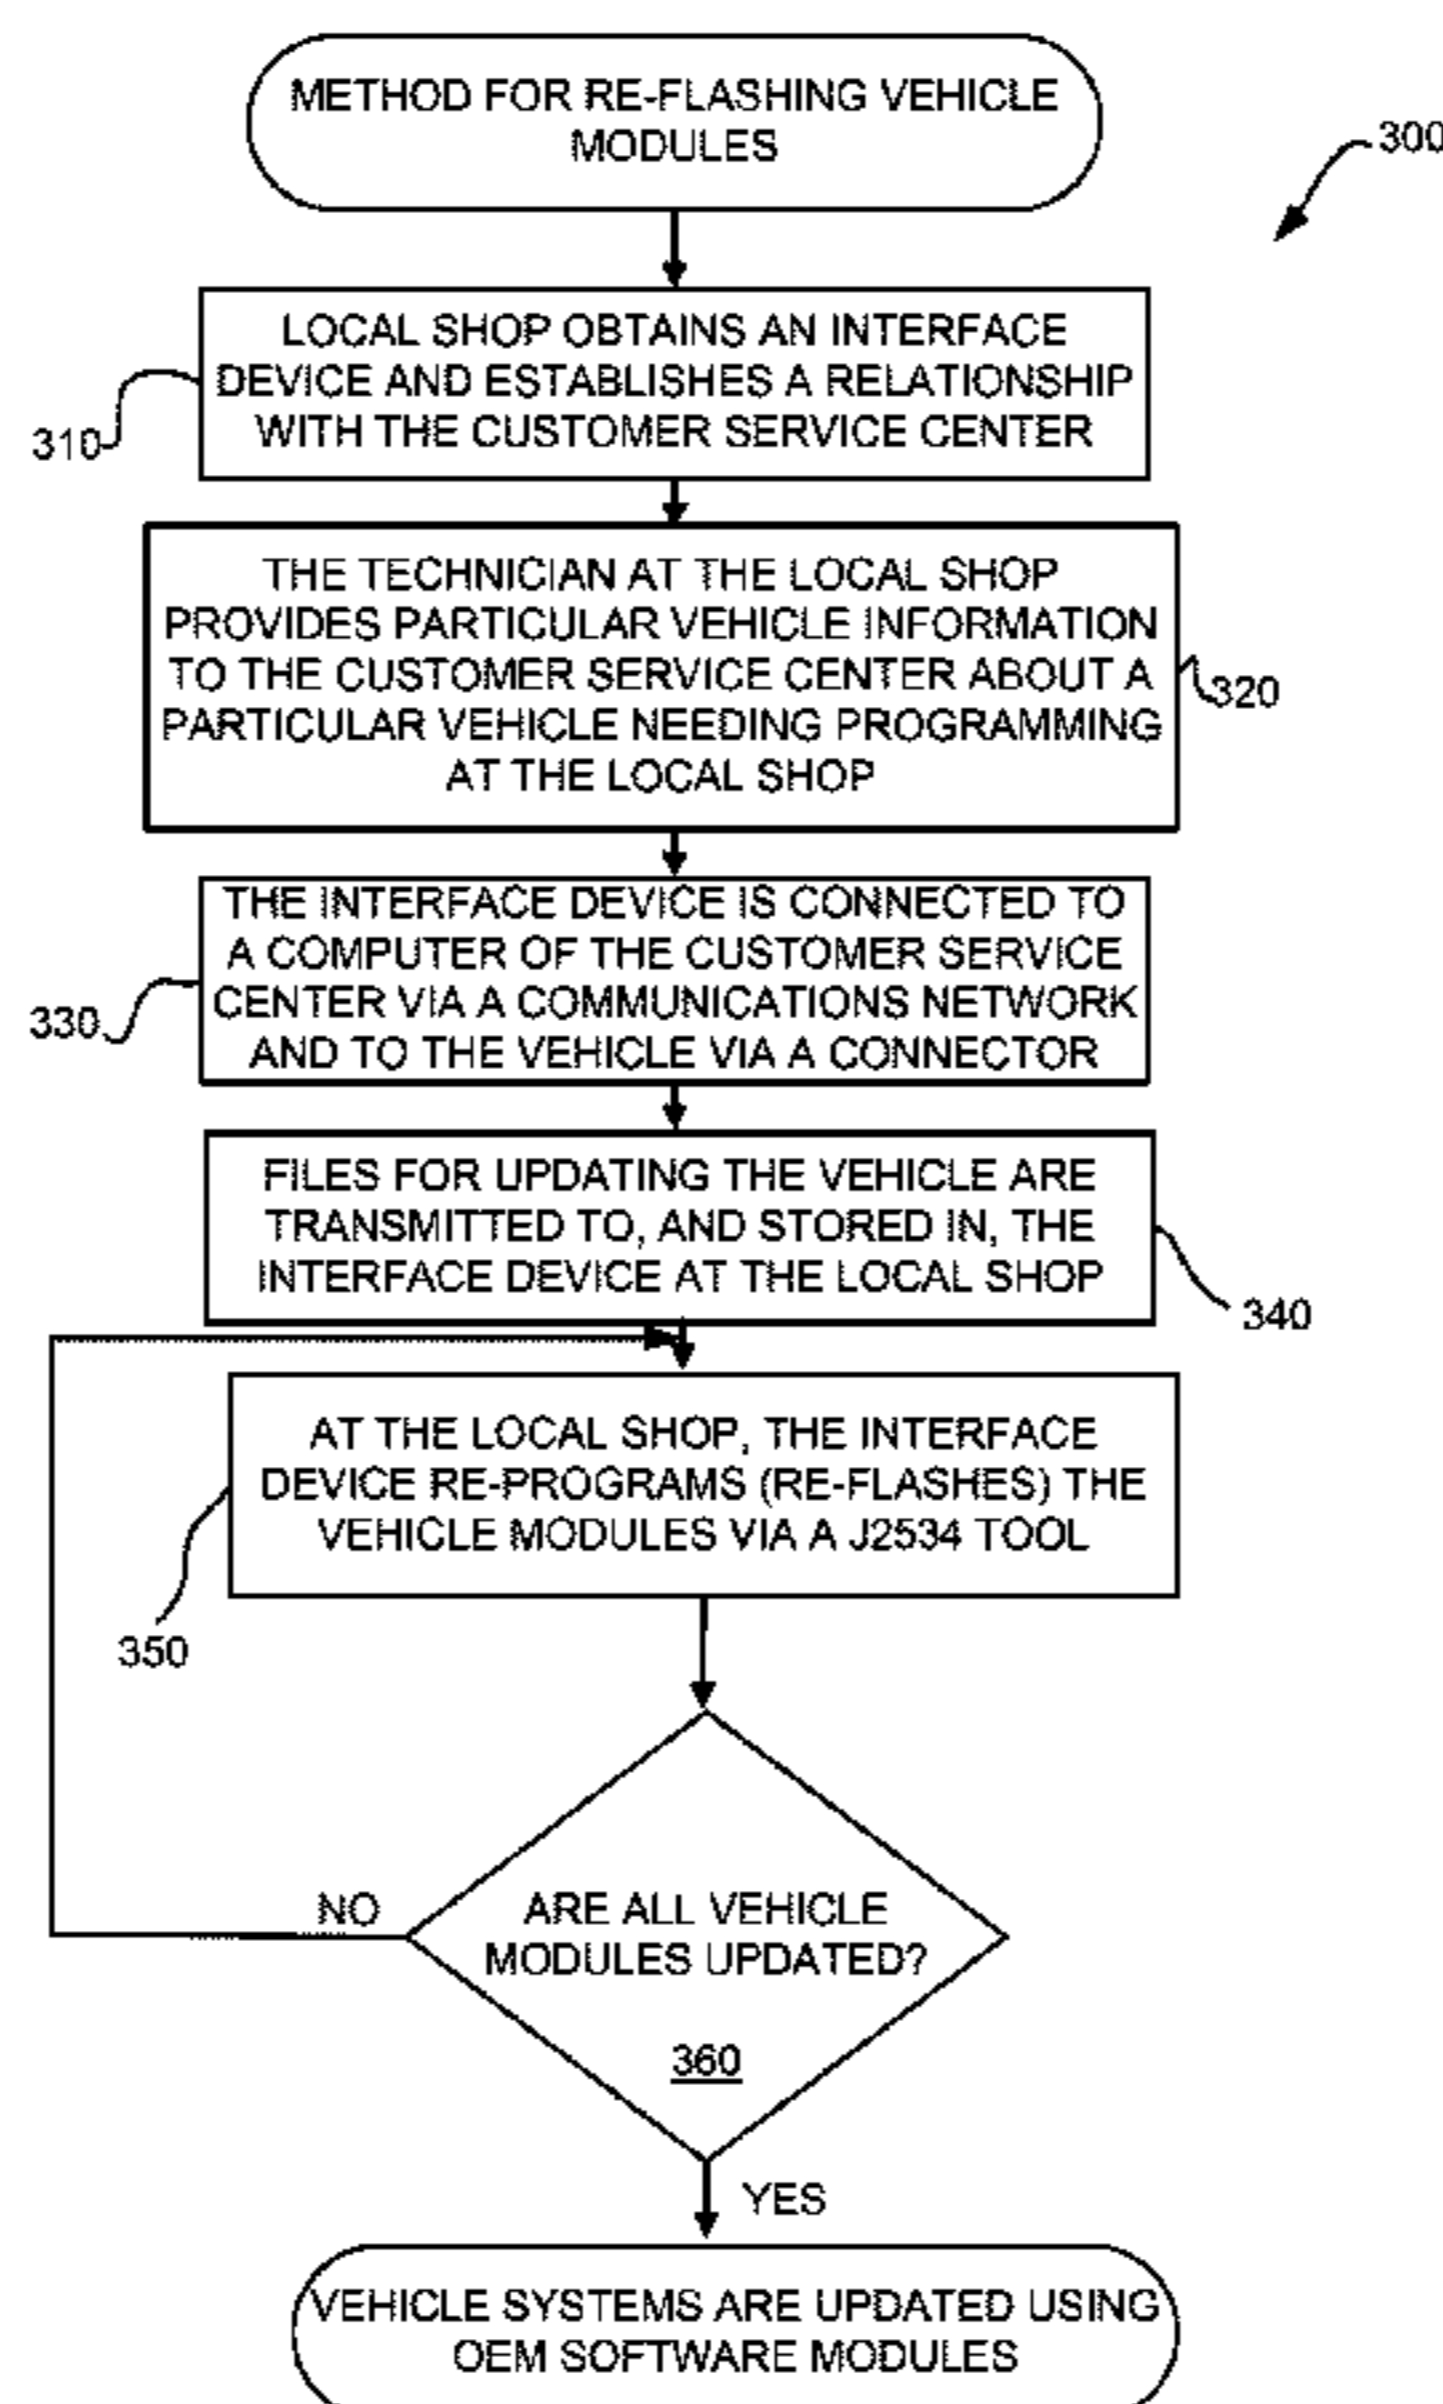 METHOD FOR RE-FLASHING VEHICLE
MODULES
300
LOCAL SHOP OBTAINS AN INTERFACE
DEVICE AND ESTABLISHES A RELATIONSHIP
WITH THE CUSTOMER SERVICE CENTER
310
THE TECHNICIAN AT THE LOCAL SHOP
PROVIDES PARTICULAR VEHICLE INFORMATION
TO THE CUSTOMER SERVICE CENTER ABOUT A
PARTICULAR VEHICLE NEEDING PROGRAMMING
AT THE LOCAL SHOP
320
THE INTERFACE DEVICE IS CONNECTED TO
A COMPUTER OF THE CUSTOMER SERVICE
CENTER VIA A COMMUNICATIONS NETWORK
AND TO THE VEHICLE VIA A CONNECTOR
330
FILES FOR UPDATING THE VEHICLE ARE
TRANSMITTED TO, AND STORED IN, THE
INTERFACE DEVICE AT THE LOCAL SHOP
340
AT THE LOCAL SHOP, THE INTERFACE
DEVICE RE-PROGRAMS (RE-FLASHES) THE
VEHICLE MODULES VIA A J2534 TOOL
350
NO
ARE ALL VEHICLE
MODULES UPDATED?
360
YES
VEHICLE SYSTEMS ARE UPDATED USING
OEM SOFTWARE MODULES